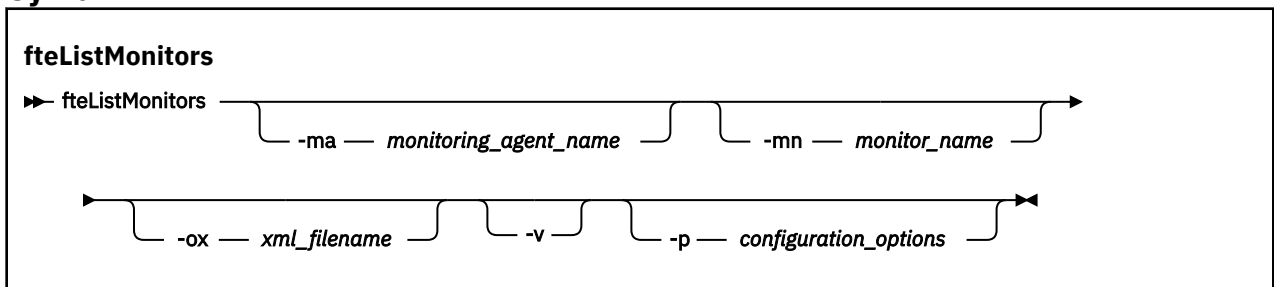 fteListMonitors
fteListMonitors
-ma monitoring_agent_name -mn monitor_name
-ox xml_filename -v -p configuration_options